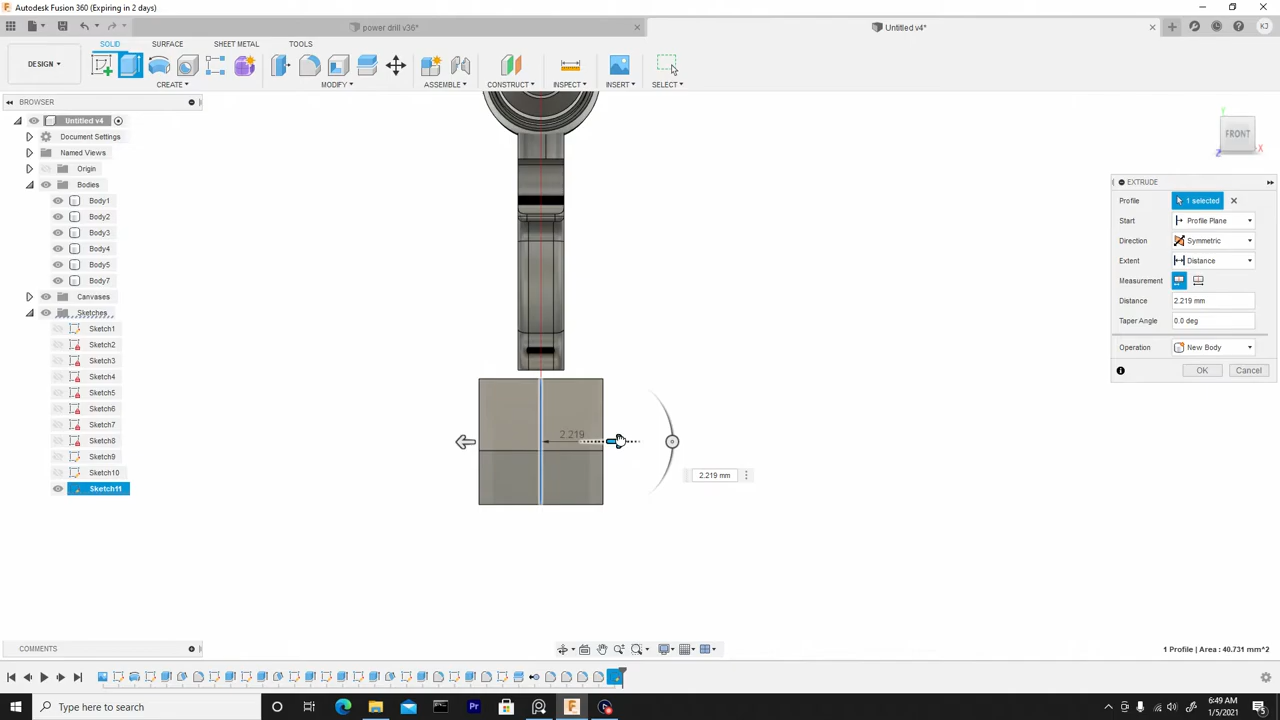 Autodesk Fusion 360 (Expiring in 2 days)
power drill v36*
Untitled v4*
KJ
DESIGN
SOLID
SURFACE
SHEET METAL
TOOLS
CREATE
MODIFY
ASSEMBLE
CONSTRUCT
INSPECT
INSERT
SELECT
BROWSER
Untitled v4
Document Settings
Named Views
Origin
Bodies
Body1
Body2
Body3
Body4
Body5
Body7
Canvases
Sketches
Sketch1
Sketch2
Sketch3
Sketch4
Sketch5
Sketch6
Sketch7
Sketch8
Sketch9
Sketch10
Sketch11
2.219
2.219 mm
Y
FRONT
Z
X
EXTRUDE
Profile 1 selected
Start Profile Plane
Direction Symmetric
Extent Distance
Measurement
Distance 2.219 mm
Taper Angle 0.0 deg
Operation New Body
OK Cancel
COMMENTS
1 Profile | Area : 40.731 mm^2
Type here to search
Pr
6:49 AM
1/5/2021